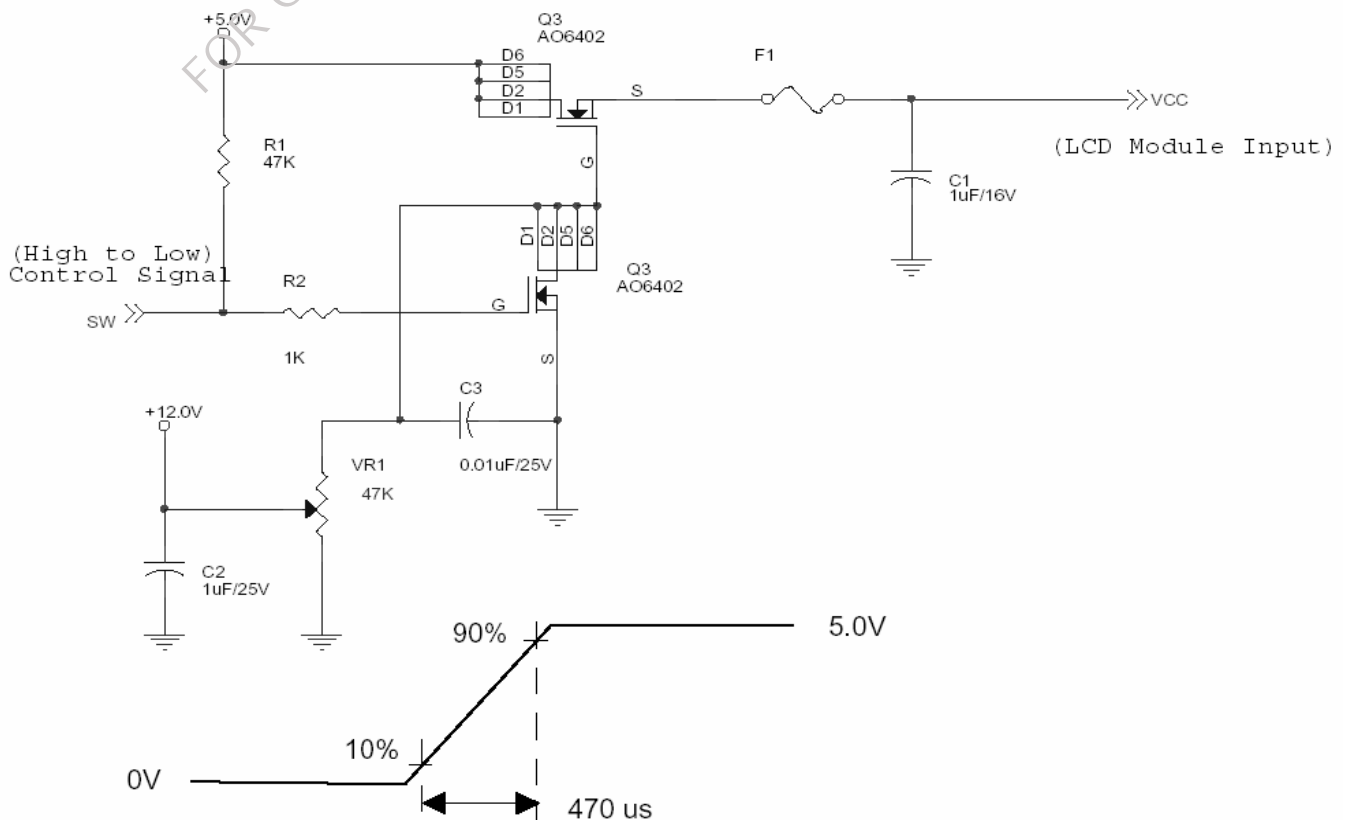 FOR
+5.0V
Q3
AO6402
D6
D5
D2
D1
S
G
F1
VCC
(LCD Module Input)
R1
47K
C1
1uF/16V
(High to Low)
Control Signal
SW
R2
1K
G
D1
D2
D5
D6
Q3
AO6402
S
C3
0.01uF/25V
+12.0V
VR1
47K
C2
1uF/25V
90%
5.0V
10%
0V
470 us